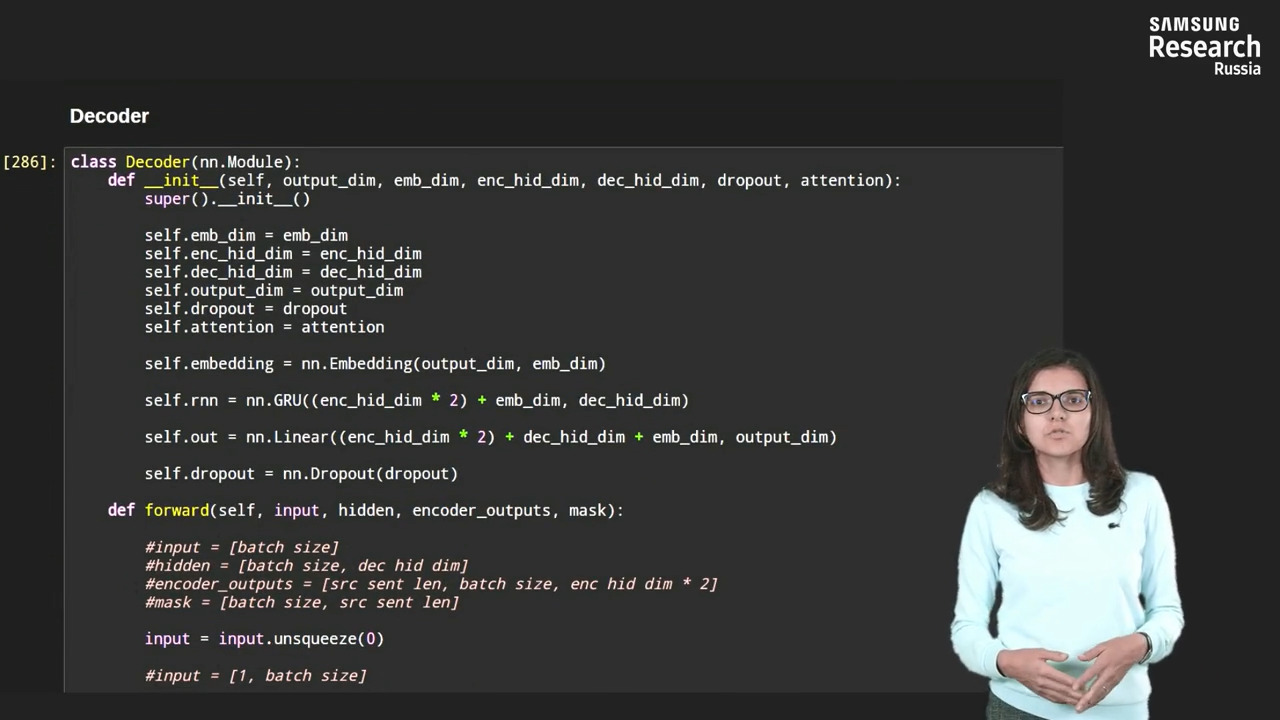 SAMSUNG
Research
Russia
Decoder
[286]:
class Decoder(nn.Module):
    def __init__(self, output_dim, emb_dim, enc_hid_dim, dec_hid_dim, dropout, attention):
        super().__init__()
        self.emb_dim = emb_dim
        self.enc_hid_dim = enc_hid_dim
        self.dec_hid_dim = dec_hid_dim
        self.output_dim = output_dim
        self.dropout = dropout
        self.attention = attention
        self.embedding = nn.Embedding(output_dim, emb_dim)
        self.rnn = nn.GRU((enc_hid_dim * 2) + emb_dim, dec_hid_dim)
        self.out = nn.Linear((enc_hid_dim * 2) + dec_hid_dim + emb_dim, output_dim)
        self.dropout = nn.Dropout(dropout)
    def forward(self, input, hidden, encoder_outputs, mask):
        #input = [batch size]
        #hidden = [batch size, dec hid dim]
        #encoder_outputs = [src sent len, batch size, enc hid dim * 2]
        #mask = [batch size, src sent len]
        input = input.unsqueeze(0)
        #input = [1, batch size]